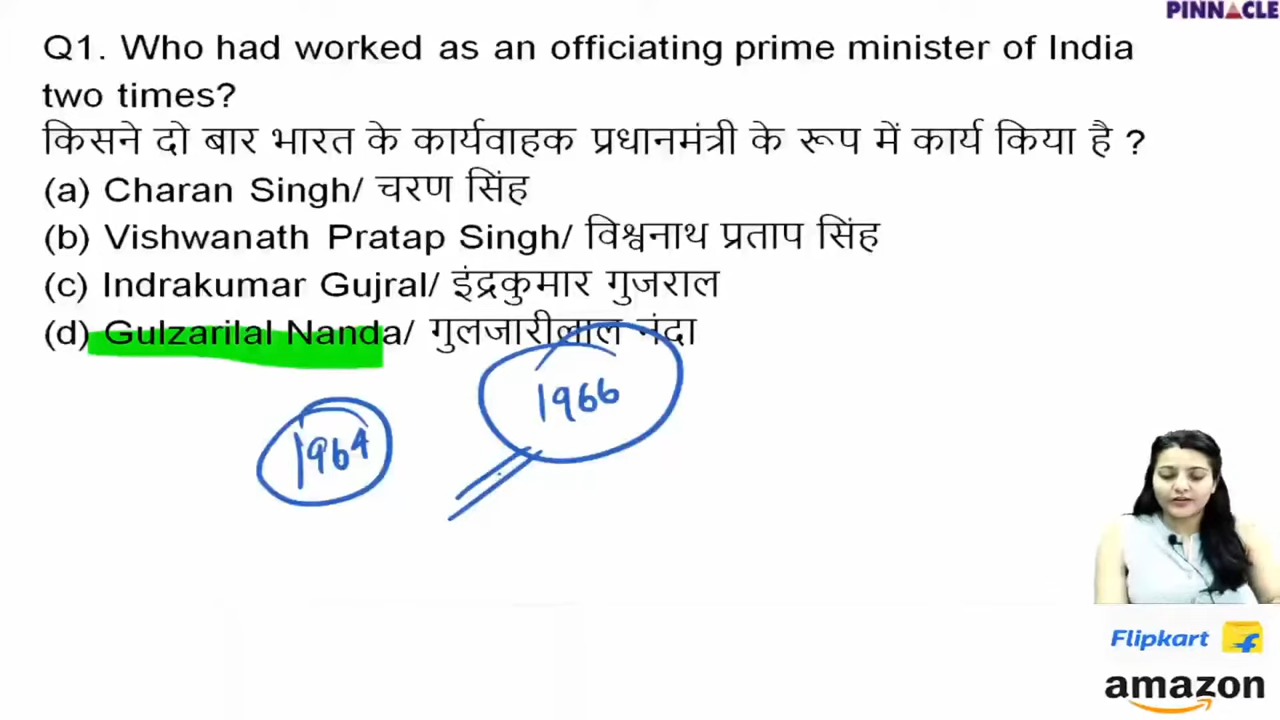 PINNACLE
Q1. Who had worked as an officiating prime minister of India
two times?
किसने दो बार भारत के कार्यवाहक प्रधानमंत्री के रूप में कार्य किया है ?
(a) Charan Singh/ चरण सिंह
(b) Vishwanath Pratap Singh/ विश्वनाथ प्रताप सिंह
(c) Indrakumar Gujral/ इंद्रकुमार गुजराल
(d) Gulzarilal Nanda/ गुलजारीलाल नंदा
1966
1964
Flipkart
amazon